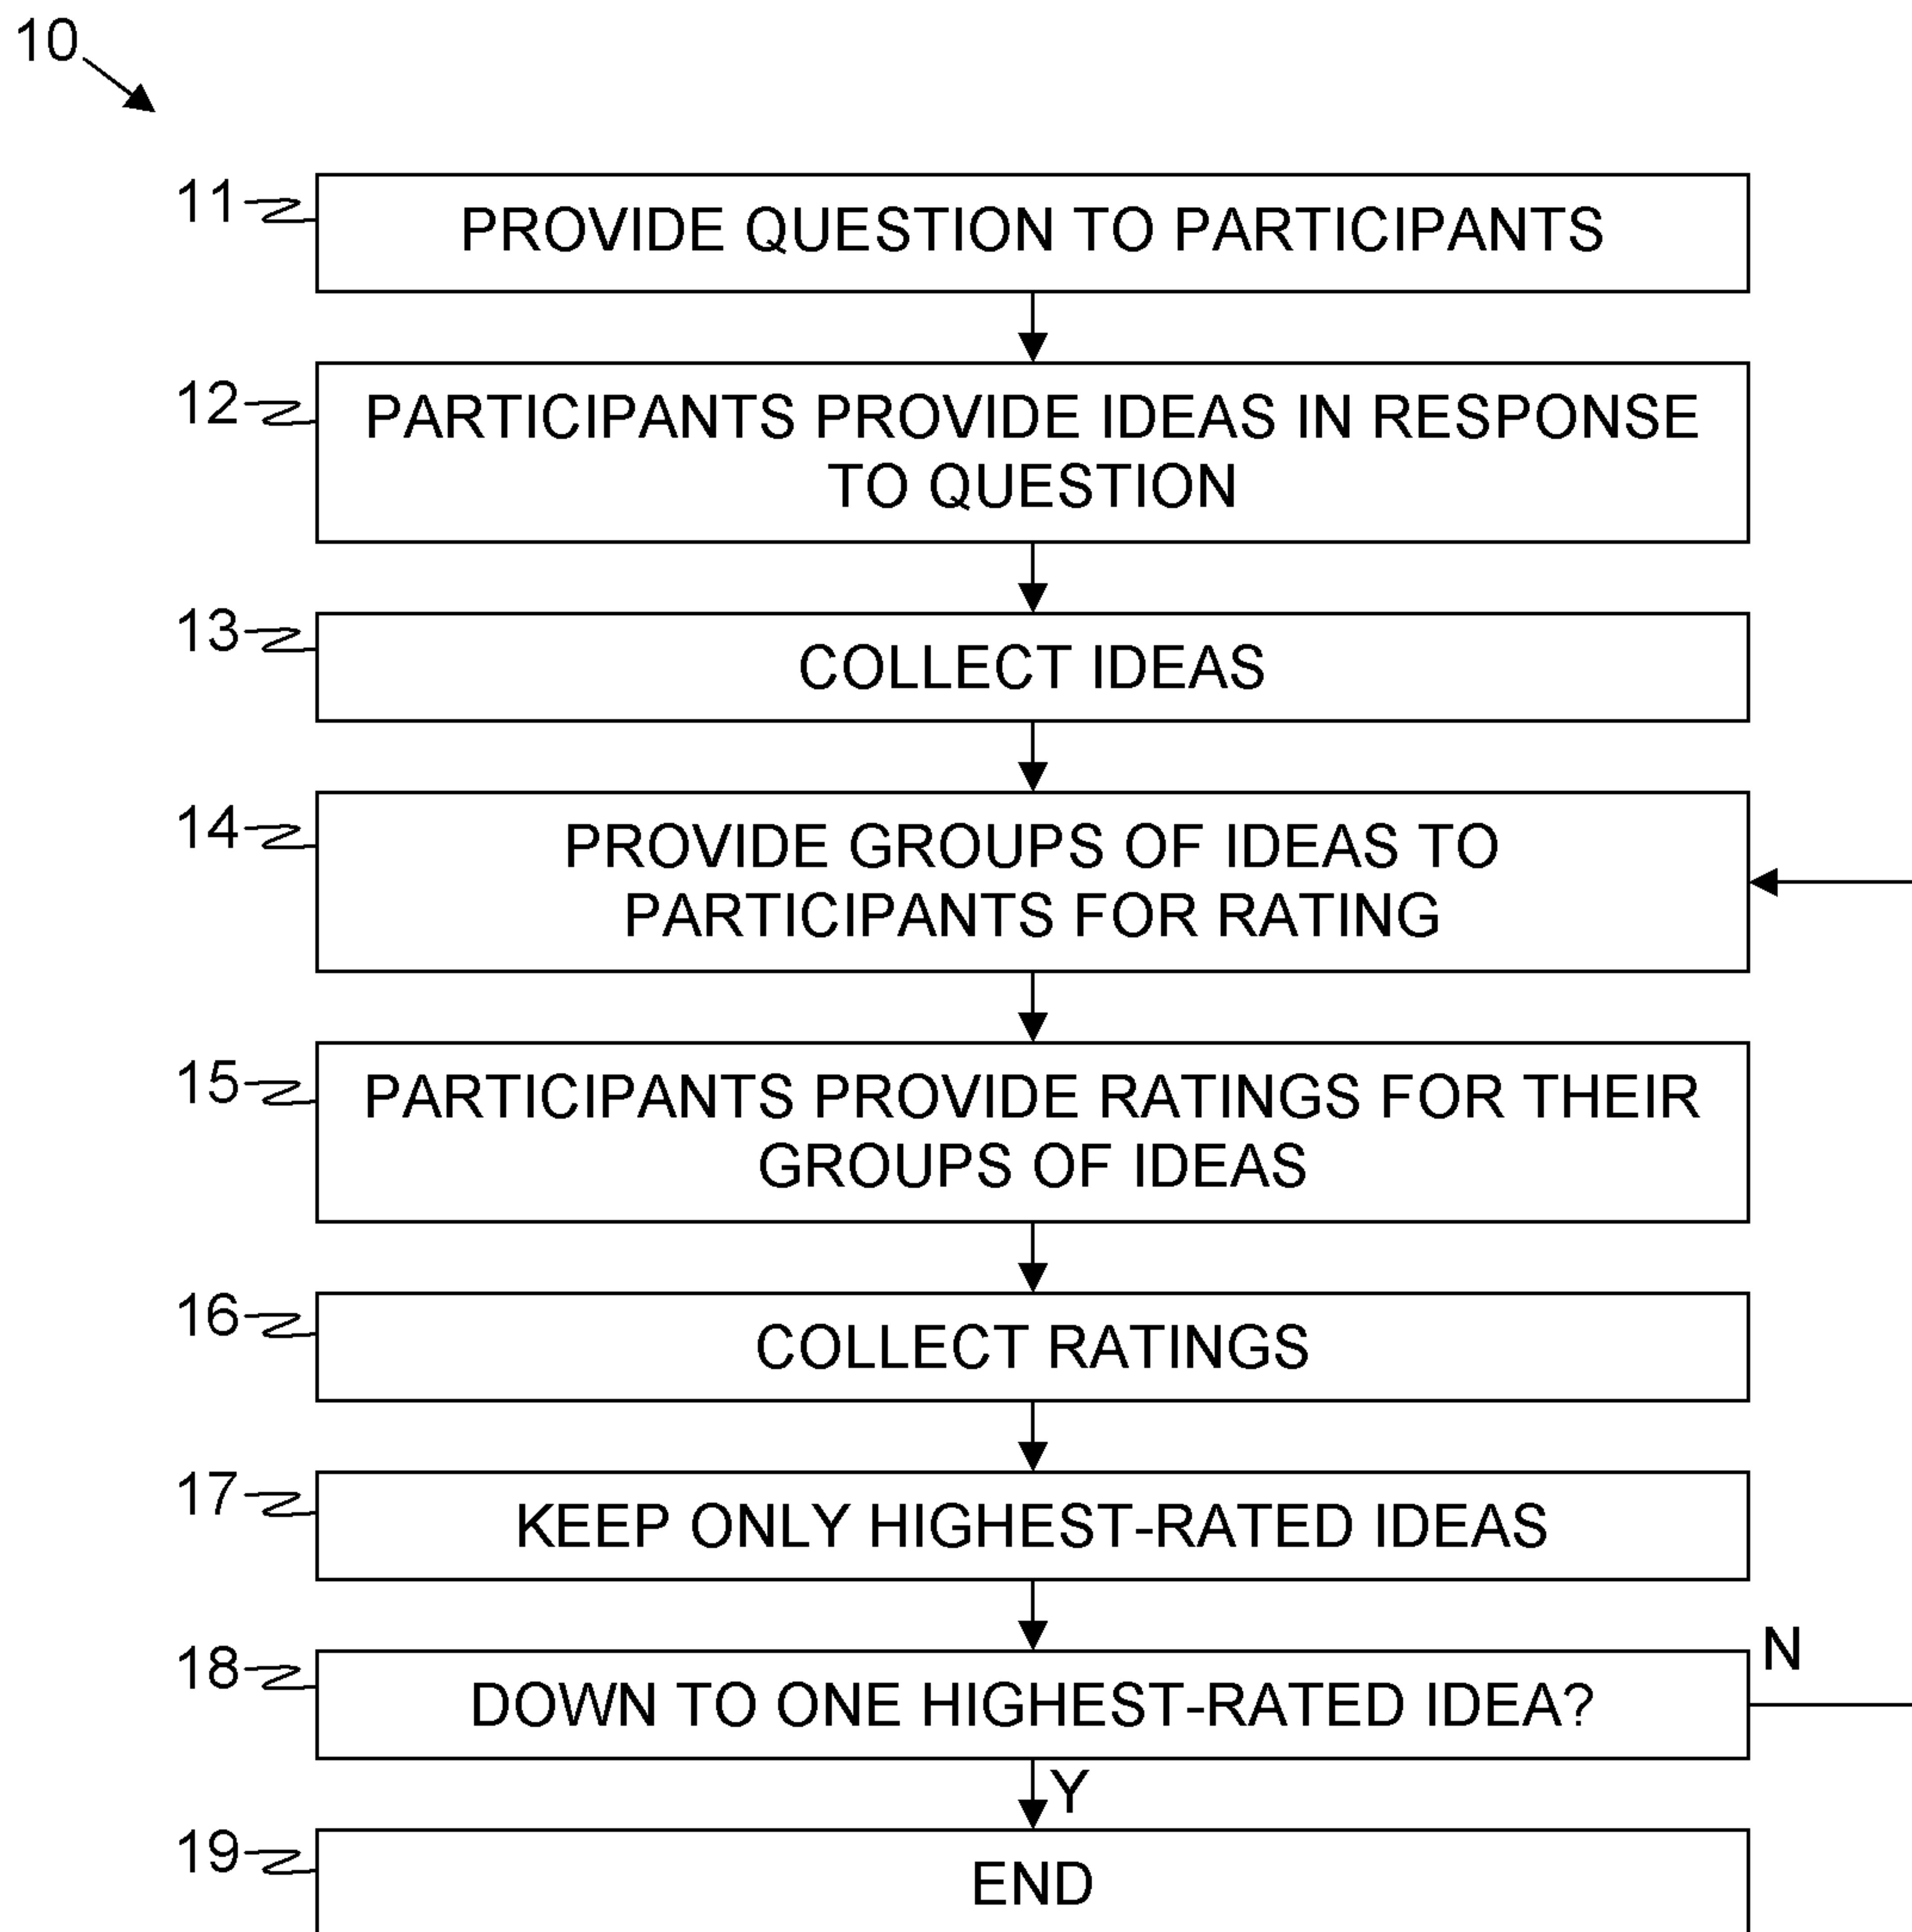 10
11
PROVIDE QUESTION TO PARTICIPANTS
12
PARTICIPANTS PROVIDE IDEAS IN RESPONSE
TO QUESTION
13
COLLECT IDEAS
14
PROVIDE GROUPS OF IDEAS TO
PARTICIPANTS FOR RATING
15
PARTICIPANTS PROVIDE RATINGS FOR THEIR
GROUPS OF IDEAS
16
COLLECT RATINGS
17
KEEP ONLY HIGHEST-RATED IDEAS
18
DOWN TO ONE HIGHEST-RATED IDEA?
N
Y
19
END